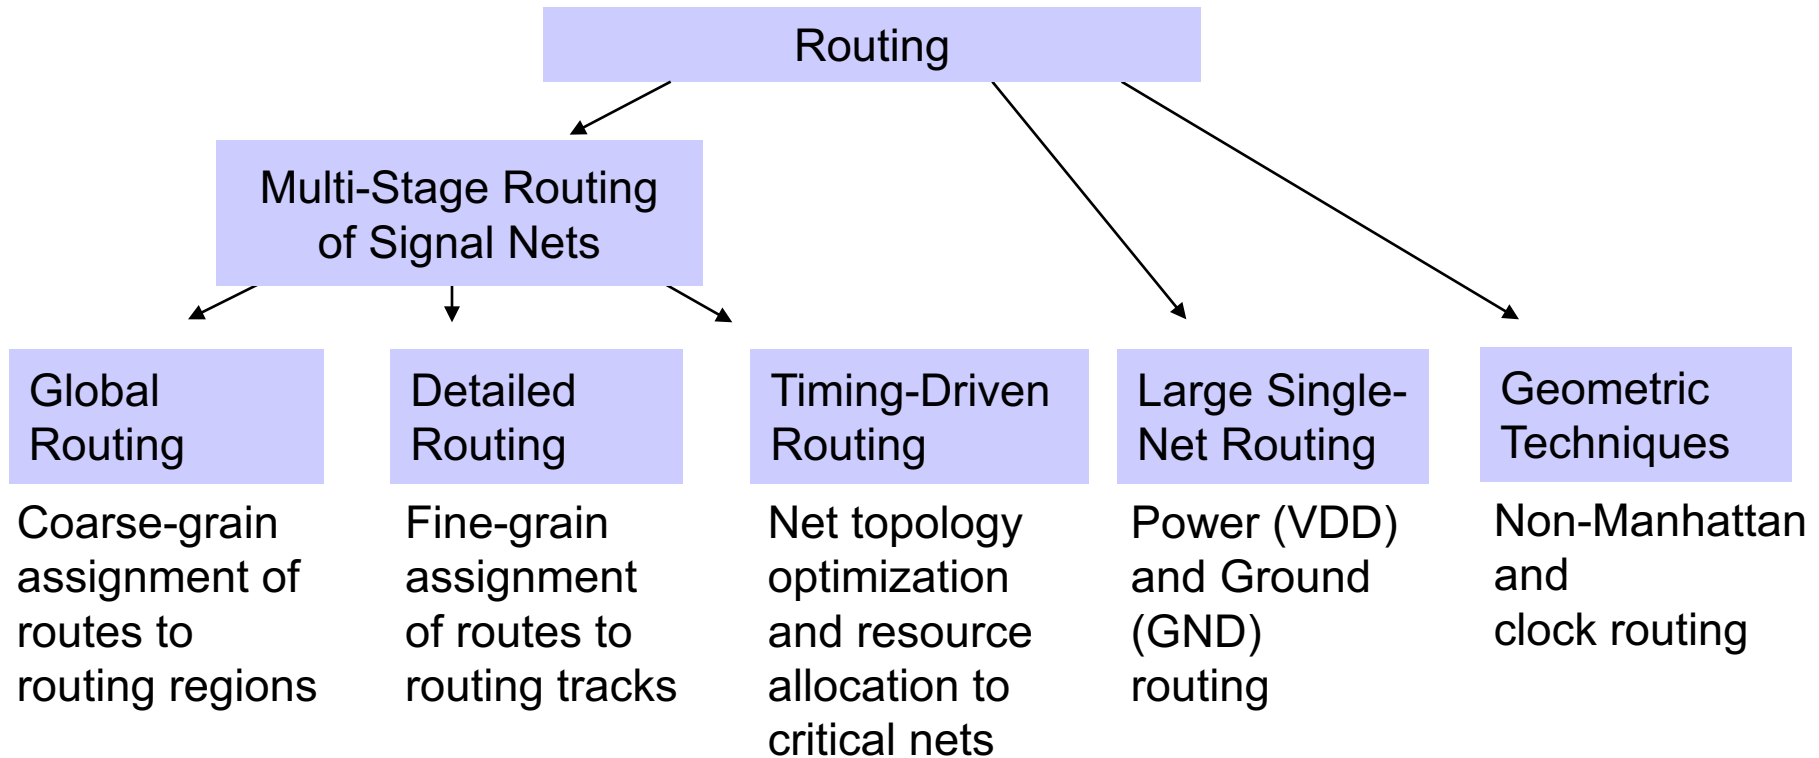 Routing
Multi-Stage Routing
of Signal Nets
Global
Routing
Coarse-grain
assignment of
routes to
routing regions
Detailed
Routing
Fine-grain
assignment
of routes to
routing tracks
Timing-Driven
Routing
Net topology
optimization
and resource
allocation to
critical nets
Large Single-
Net Routing
Power (VDD)
and Ground
(GND)
routing
Geometric
Techniques
Non-Manhattan
and
clock routing